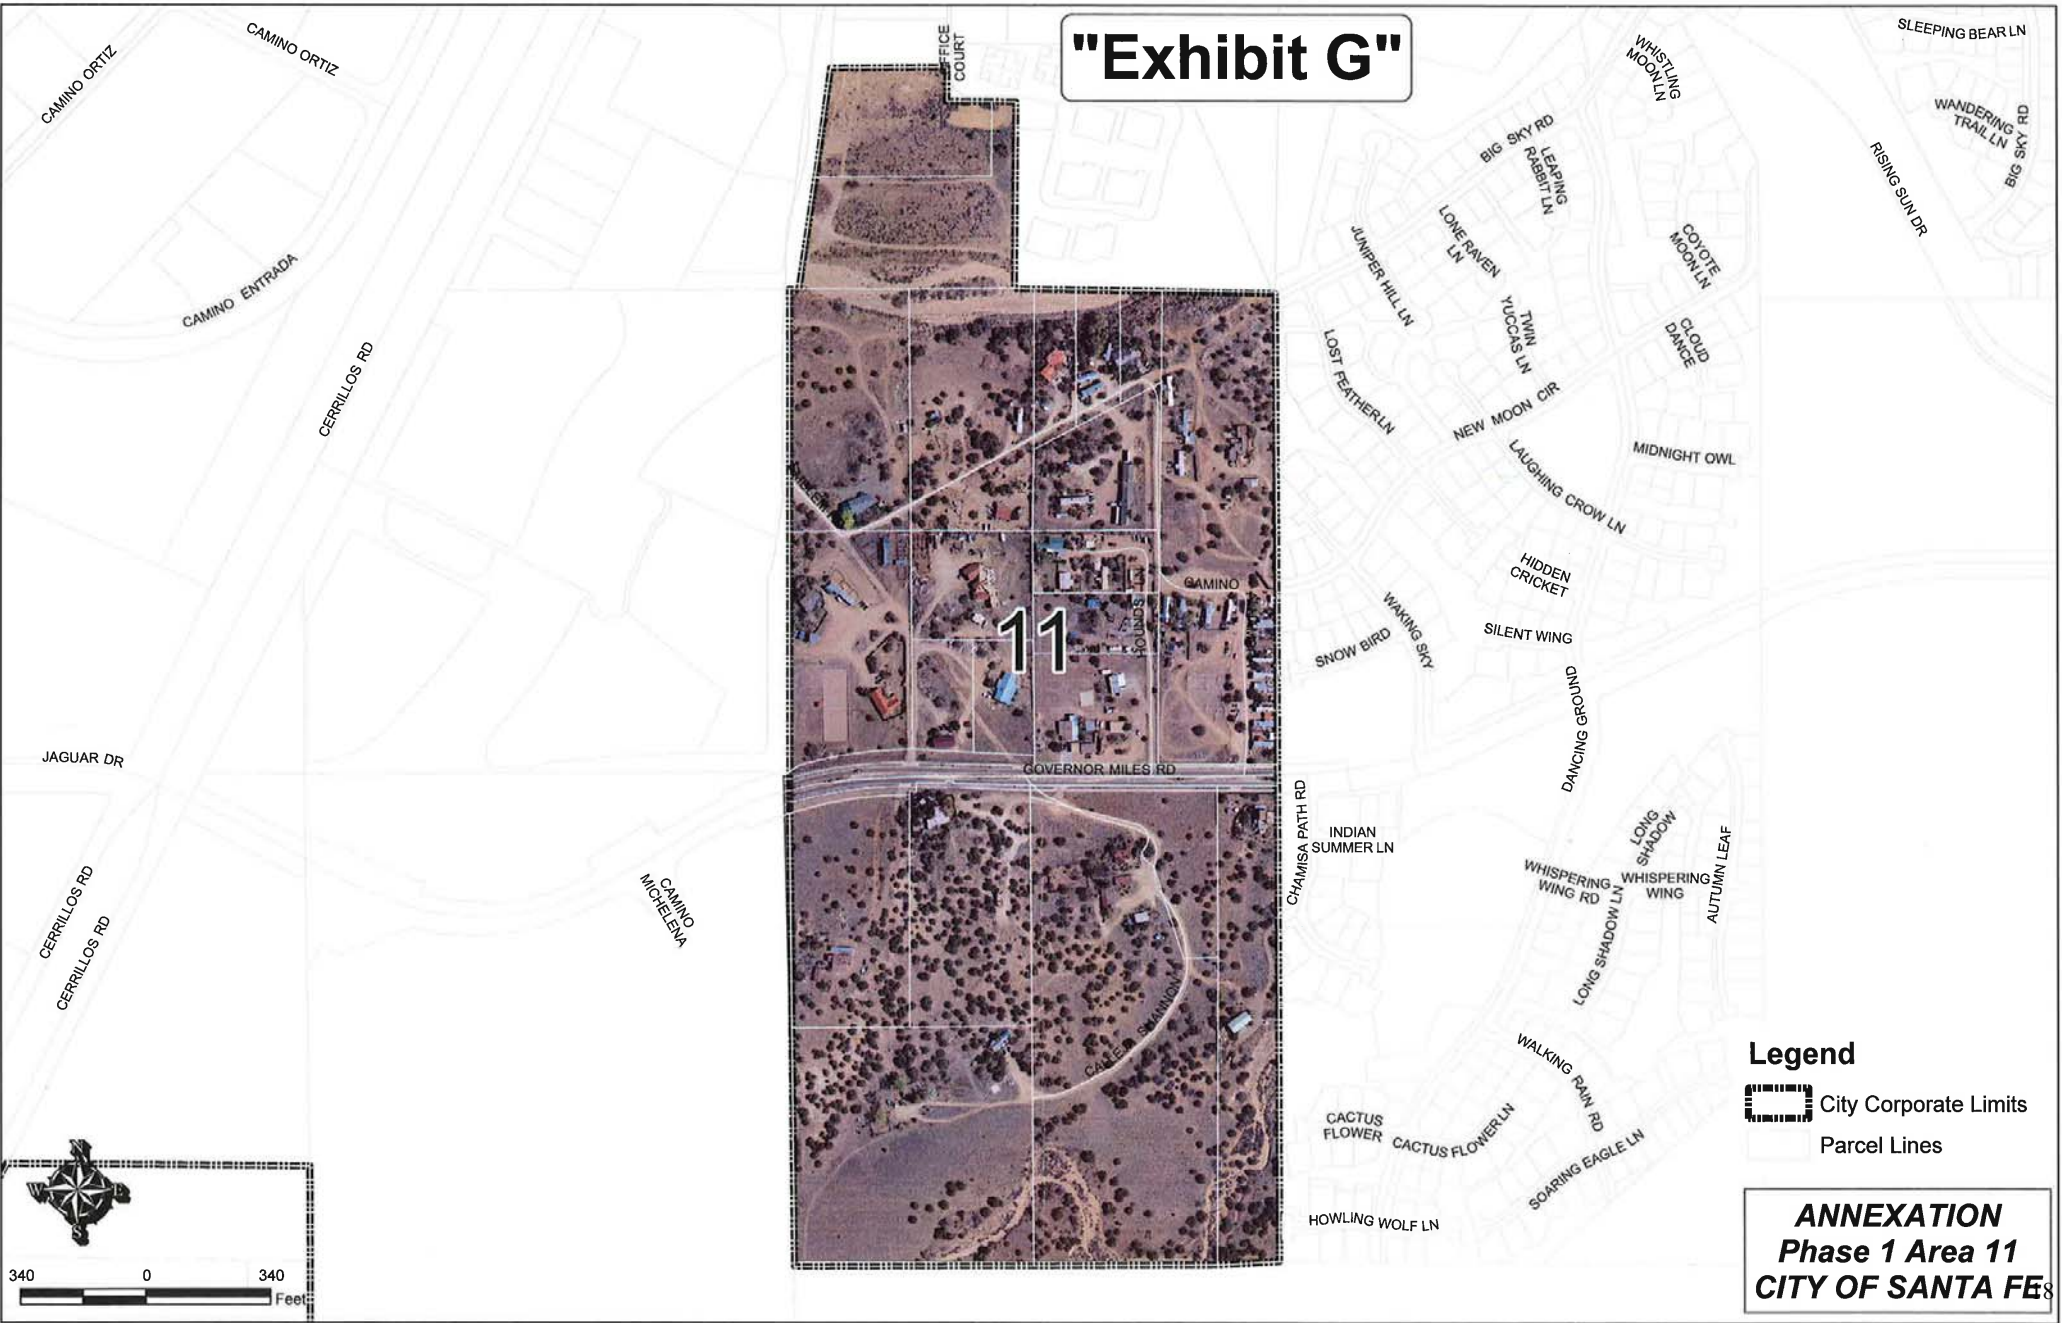 "Exhibit G"
CAMINO ORTIZ
CAMINO ORTIZ
COURT
SLEEPING BEAR LN
WHISTLING
MOON LN
WANDERING
TRAIL LN
BIG SKY RD
BIG SKY RD
LEAPING
RABBIT LN
RISING SUN DR
LONE RAVEN
LN
JUNIPER HILL LN
COYOTE
MOON LN
CAMINO ENTRADA
TWIN
YUCCAS LN
CLOUD
DANCE
CERRILLOS RD
LOST FEATHER LN
NEW MOON CIR
MIDNIGHT OWL
LAUGHING CROW LN
HIDDEN
CRICKET
CAMINO
HOUNDS LN
11
WAKING SKY
SNOW BIRD
SILENT WING
DANCING GROUND
JAGUAR DR
GOVERNOR MILES RD
CHAMISA PATH RD
INDIAN
SUMMER LN
LONG
SHADOW
WHISPERING
WING RD
WHISPERING
WING
AUTUMN LEAF
LONG SHADOW LN
CERRILLOS RD
CERRILLOS RD
CAMINO
MICHELENA
CALLE SHANNON
WALKING RAIN RD
CACTUS
FLOWER
CACTUS FLOWER LN
SOARING EAGLE LN
HOWLING WOLF LN
Legend
City Corporate Limits
Parcel Lines
N
W
E
S
340 0 340
Feet
ANNEXATION
Phase 1 Area 11
CITY OF SANTA FE